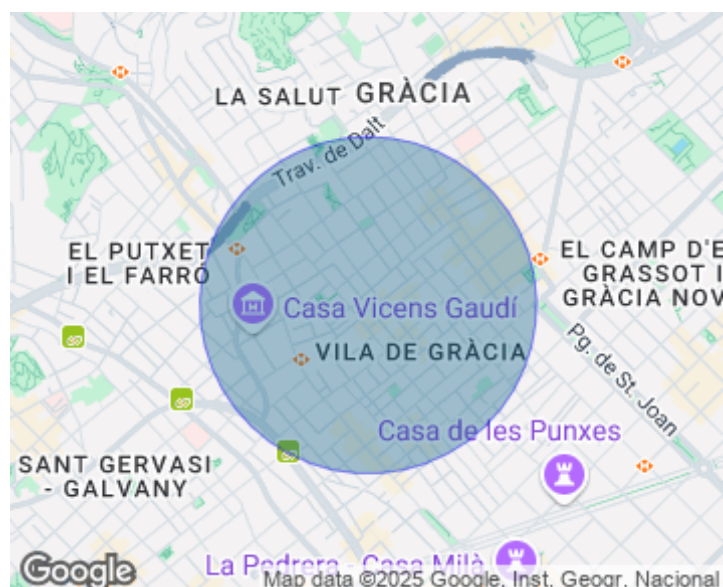 LA SALUT
GRÀCIA
Trav. de Dalt
EL PUTXET
I EL FARRÓ
EL CAMP D'E
GRASSOT I
GRÀCIA NOV
Casa Vicens Gaudí
VILA DE GRÀCIA
Pg. de St. Joan
Casa de les Punxes
SANT GERVASI
- GALVANY
La Pedrera - Casa Milà
Google
Map data ©2025 Google, Inst. Geogr. Nacional